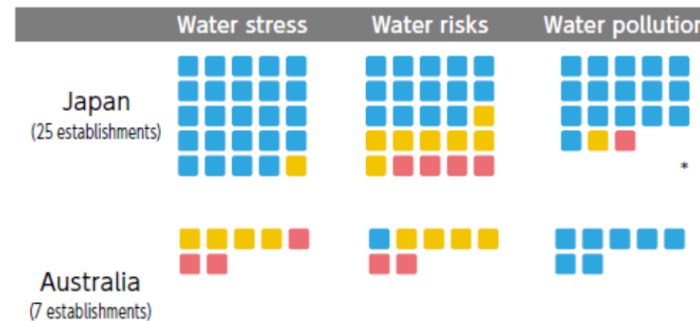 Water stress Water risks Water pollution
Japan
(25 establishments)
*
Australia
(7 establishments)